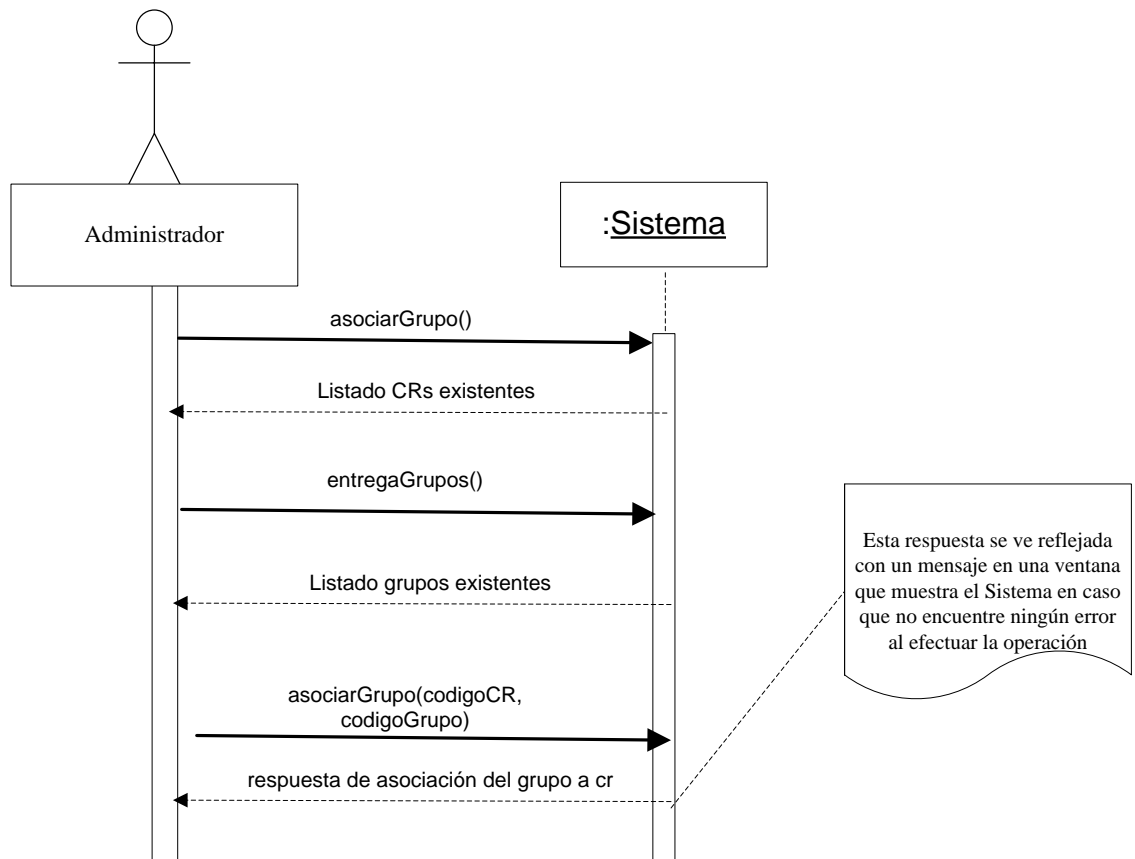 Administrador
:Sistema
asociarGrupo()
Listado CRs existentes
entregaGrupos()
Listado grupos existentes
Esta respuesta se ve reflejada
con un mensaje en una ventana
que muestra el Sistema en caso
que no encuentre ningún error
al efectuar la operación
asociarGrupo(codigoCR,
codigoGrupo)
respuesta de asociación del grupo a cr